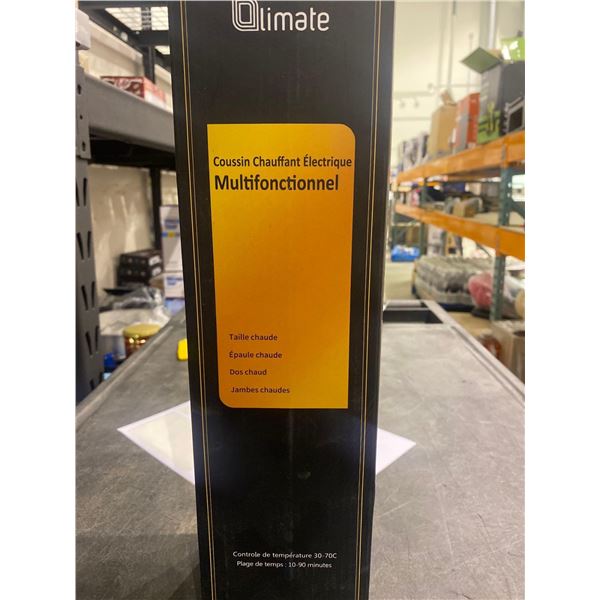 Qlimate
Coussin Chauffant Électrique
Multifonctionnel
Taille chaude
Épaule chaude
Dos chaud
Jambes chaudes
Controle de température 30-70C
Plage de temps : 10-90 minutes